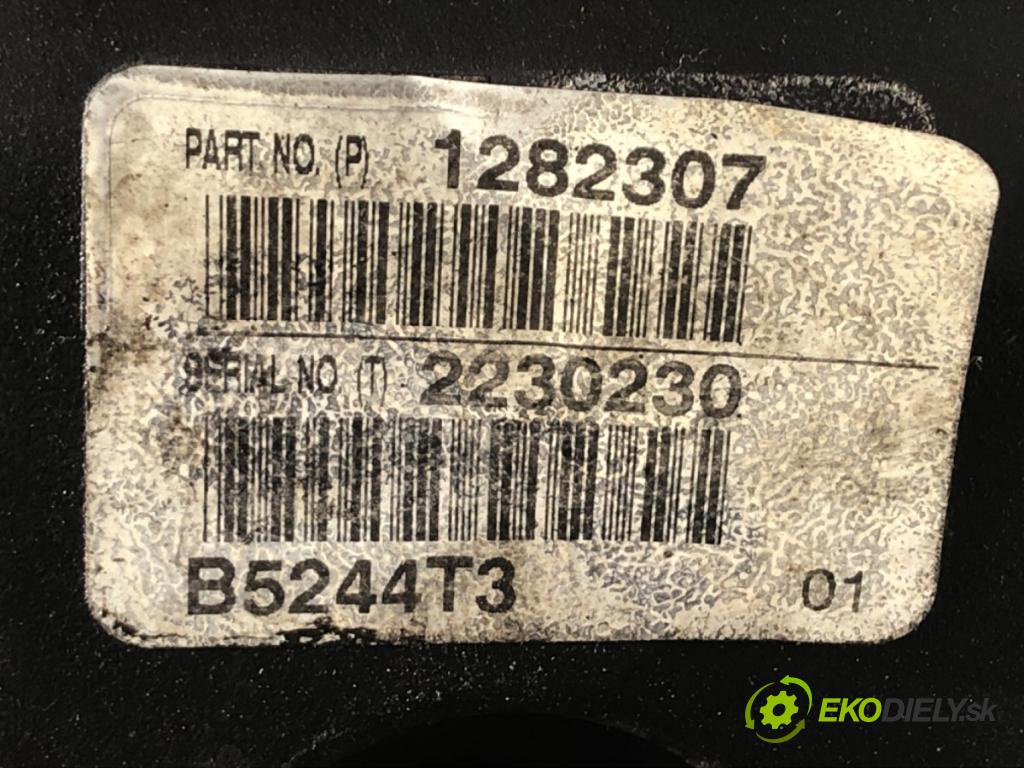 PART NO. (P) 1282307
SERIAL NO. (T) 2230230
B5244T3 01
EKODIELY.sk